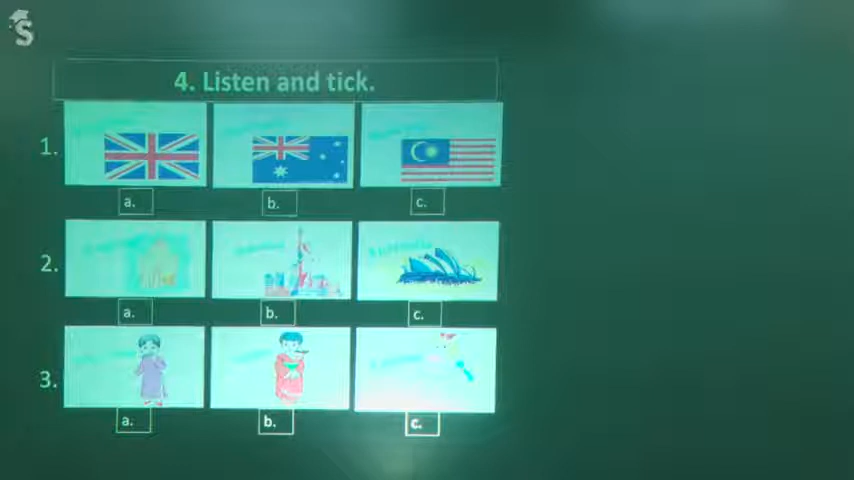 S
4. Listen and tick.
1.
a. b. c.
2.
a. b. c.
3.
a. b. c.